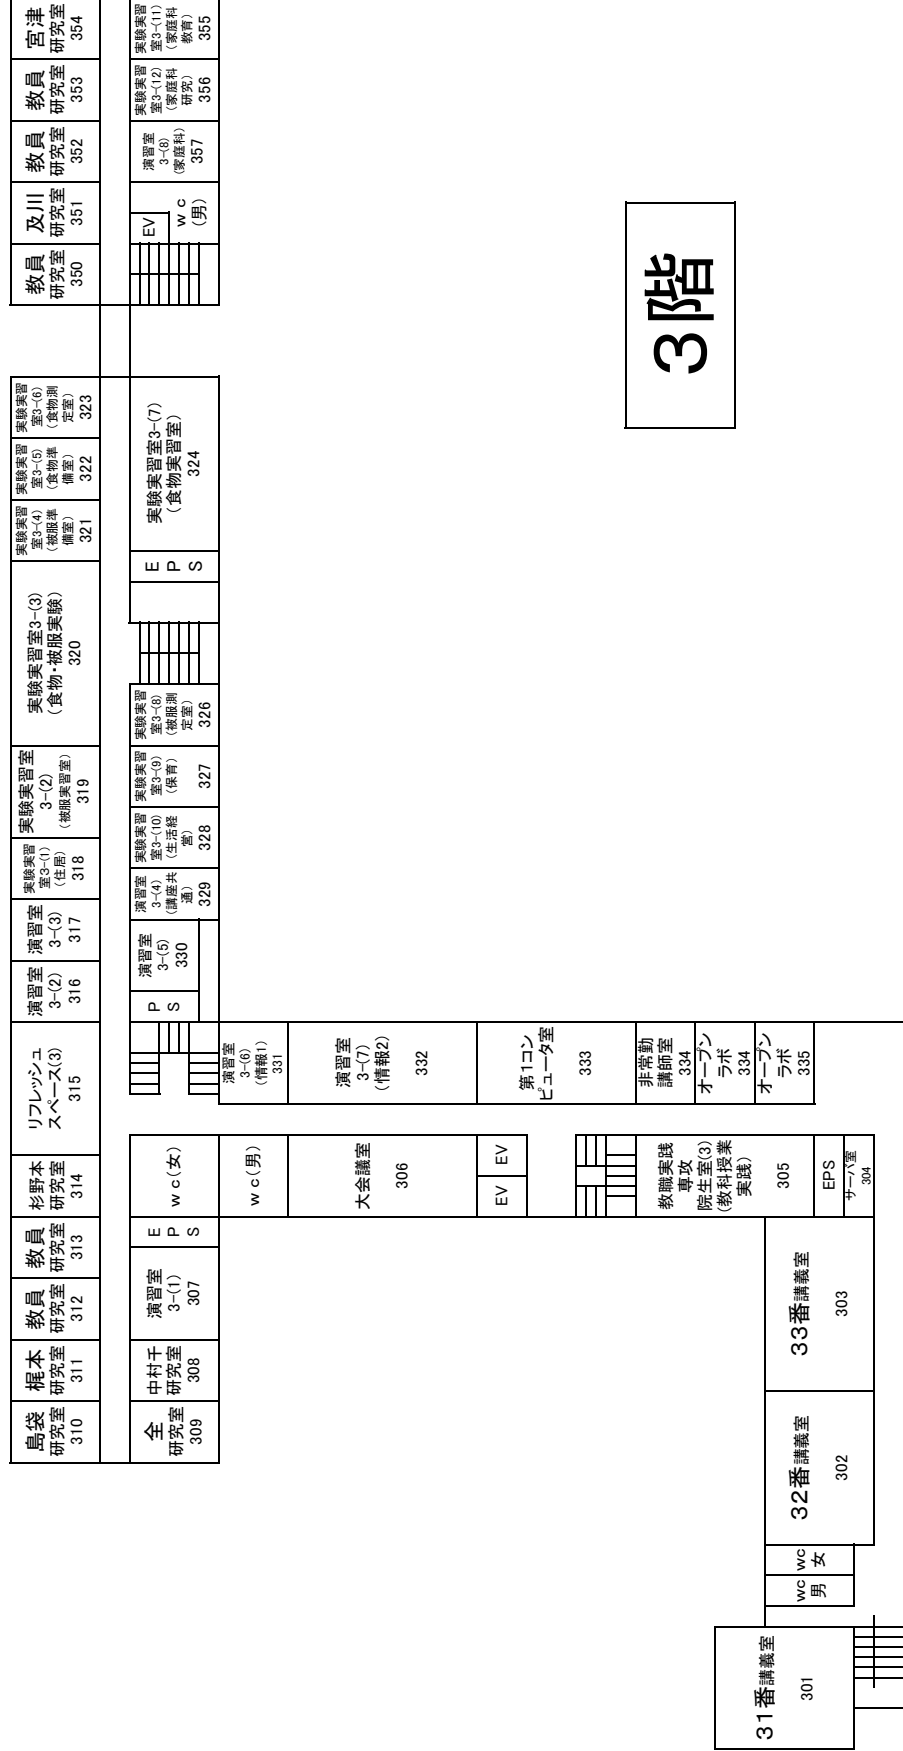 宮津
研究室
354
教員
研究室
353
教員
研究室
352
及川
研究室
351
教員
研究室
350
実験実習
室3-(11)
（家庭科
教育）
355
実験実習
室3-(12)
（家庭科
研究）
356
演習室
3-(8)
(家庭科)
357
EV
ｗｃ
（男）
3階
実験実習
室3-(6)
（食物測
定室）
323
実験実習
室3-(5)
（食物準
備室）
322
実験実習
室3-(4)
（被服準
備室）
321
実験実習室3-(3)
（食物・被服実験）
320
実験実習室
3-(2)
（被服実習室）
319
実験実習
室3-(1)
（住居）
318
演習室
3-(3)
317
演習室
3-(2)
316
リフレッシュ
スペース(3)
315
杉野本
研究室
314
教員
研究室
313
教員
研究室
312
梶本
研究室
311
島袋
研究室
310
実験実習室3-(7)
（食物実習室）
324
E
P
S
実験実習
室3-(8)
（被服測
定室）
326
実験実習
室3-(9)
（保育）
327
実験実習
室3-(10)
（生活経
営）
328
演習室
3-(4)
（講座共
通）
329
演習室
3-(5)
330
P
S
演習室
3-(6)
（情報1）
331
演習室
3-(7)
（情報2）
332
第1コン
ピュータ室
333
非常勤
講師室
334
オープン
ラボ
334
オープン
ラボ
335
ｗｃ（女）
ｗｃ（男）
大会議室
306
EV
EV
教職実践
専攻
院生室(3)
(教科授業
実践)
305
EPS
サーバ室
304
E
P
S
演習室
3-(1)
307
中村千
研究室
308
全
研究室
309
33番講義室
303
32番講義室
302
wc
女
wc
男
31番講義室
301